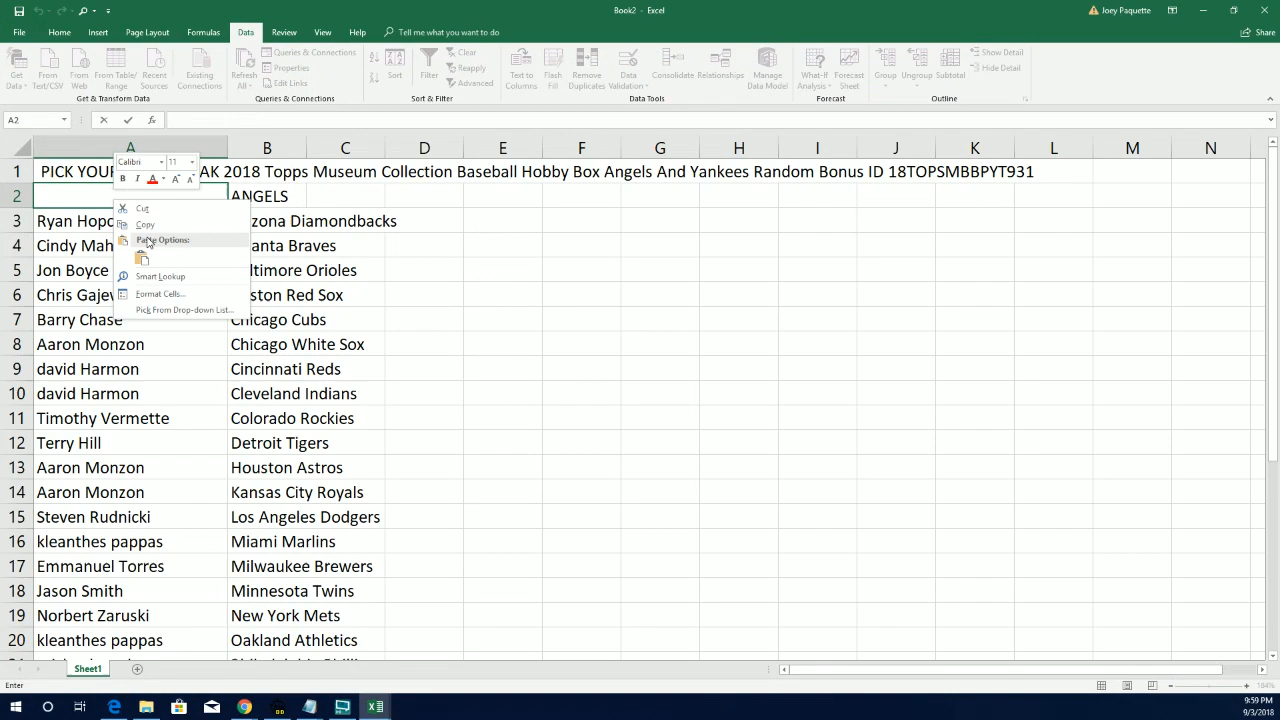 Book2 - Excel
Joey Paquette
File Home Insert Page Layout Formulas Data Review View Help Tell me what you want to do Share
Get Data From Text/CSV From Web From Table/ Range Recent Sources Existing Connections
Get & Transform Data
Refresh All Queries & Connections Properties Edit Links
Queries & Connections
Sort Filter Clear Reapply Advanced
Sort & Filter
Text to Columns Flash Fill Remove Duplicates Data Validation Consolidate Relationships Manage Data Model
Data Tools
What-If Analysis Forecast Sheet
Forecast
Group Ungroup Subtotal Show Detail Hide Detail
Outline
A2 fx
A B C D E F G H I J K L M N
1 PICK YOUR AK 2018 Topps Museum Collection Baseball Hobby Box Angels And Yankees Random Bonus ID 18TOPSMBBPYT931
Calibri 11
B I A A A
2 ANGELS
Cut
Copy
Paste Options:
Smart Lookup
Format Cells...
Pick From Drop-down List...
3 Ryan Hopc zona Diamondbacks
4 Cindy Mah anta Braves
5 Jon Boyce ltimore Orioles
6 Chris Gajew ston Red Sox
7 Barry Chase Chicago Cubs
8 Aaron Monzon Chicago White Sox
9 david Harmon Cincinnati Reds
10 david Harmon Cleveland Indians
11 Timothy Vermette Colorado Rockies
12 Terry Hill Detroit Tigers
13 Aaron Monzon Houston Astros
14 Aaron Monzon Kansas City Royals
15 Steven Rudnicki Los Angeles Dodgers
16 kleanthes pappas Miami Marlins
17 Emmanuel Torres Milwaukee Brewers
18 Jason Smith Minnesota Twins
19 Norbert Zaruski New York Mets
20 kleanthes pappas Oakland Athletics
Sheet1
Enter 184%
9:59 PM
9/3/2018